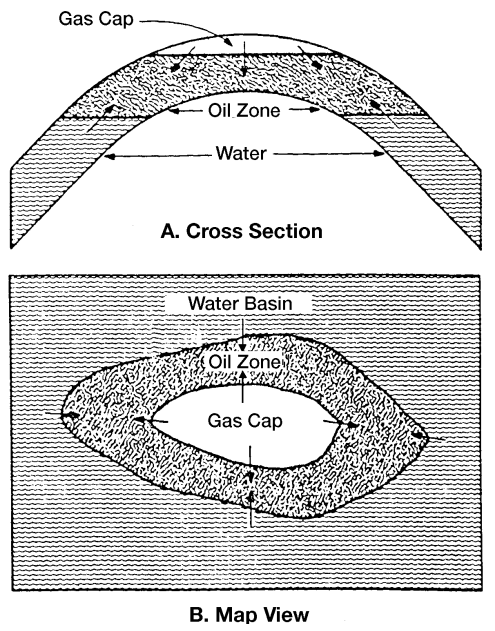 Gas Cap
Oil Zone
Water
A. Cross Section
Water Basin
Oil Zone
Gas Cap
B. Map View